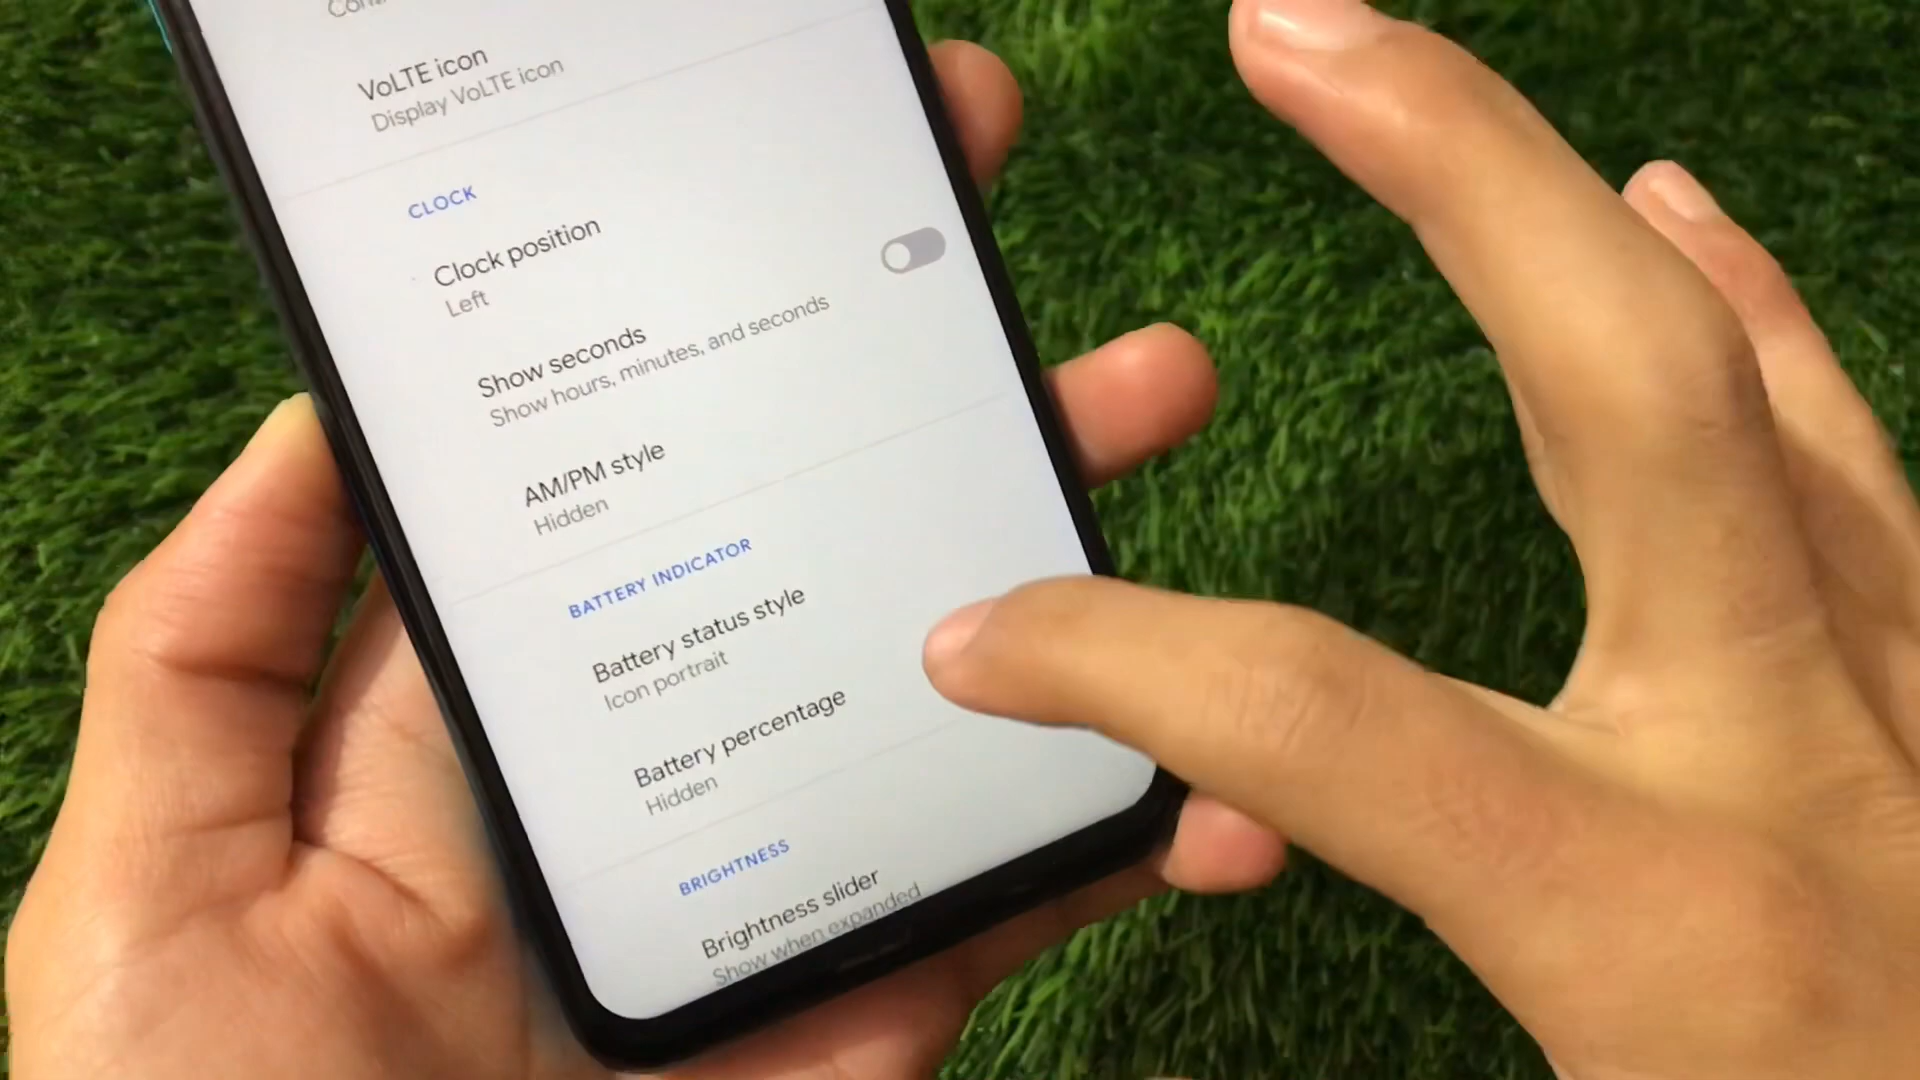 VoLTE icon
Display VoLTE icon
CLOCK
Clock position
Left
Show seconds
Show hours, minutes, and seconds
AM/PM style
Hidden
BATTERY INDICATOR
Battery status style
Icon portrait
Battery percentage
Hidden
BRIGHTNESS
Brightness slider
Show when expanded